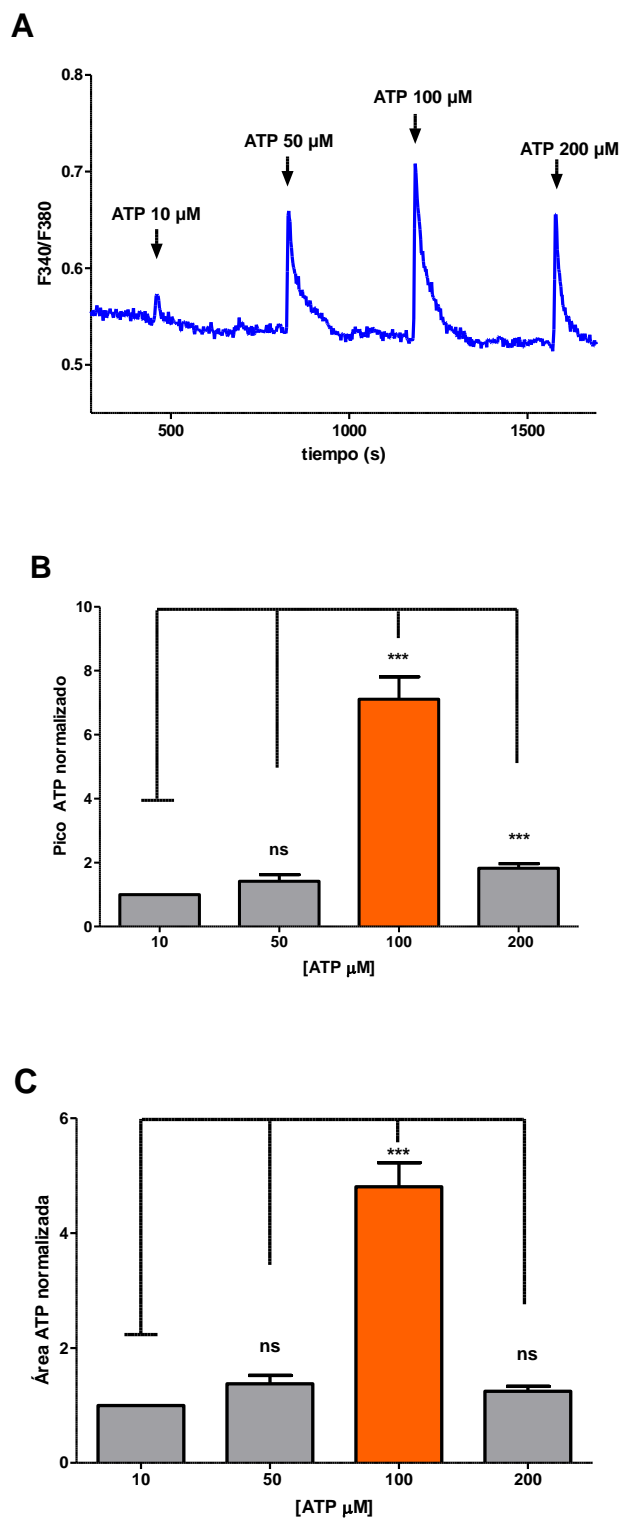 A
0.8
ATP 100 µM
ATP 50 µM
ATP 200 µM
0.7
ATP 10 µM
F340/F380
0.6
0.5
500 1000 1500
tiempo (s)
B
10
***
8
6
Pico ATP normalizado
4
ns
***
2
0
10 50 100 200
[ATP µM]
C
6
***
Área ATP normalizada
4
ns
ns
2
0
10 50 100 200
[ATP µM]